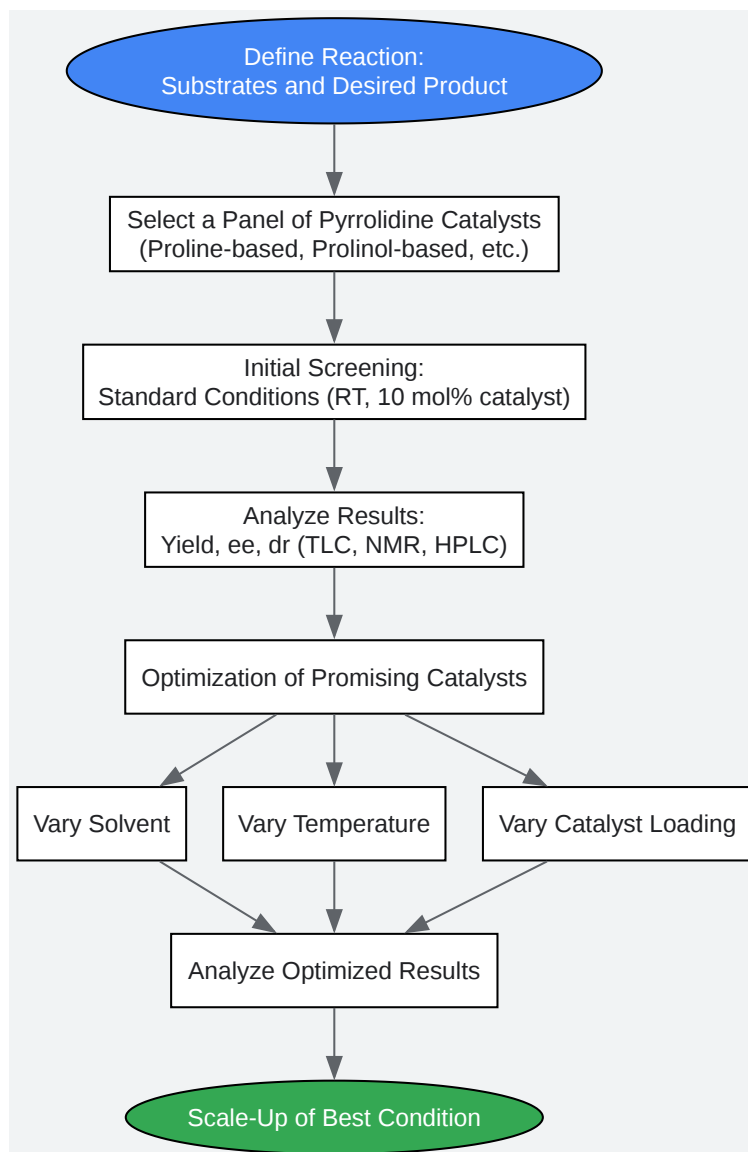 Define Reaction:
Substrates and Desired Product
Select a Panel of Pyrrolidine Catalysts
(Proline-based, Prolinol-based, etc.)
Initial Screening:
Standard Conditions (RT, 10 mol% catalyst)
Analyze Results:
Yield, ee, dr (TLC, NMR, HPLC)
Optimization of Promising Catalysts
Vary Solvent
Vary Temperature
Vary Catalyst Loading
Analyze Optimized Results
Scale-Up of Best Condition